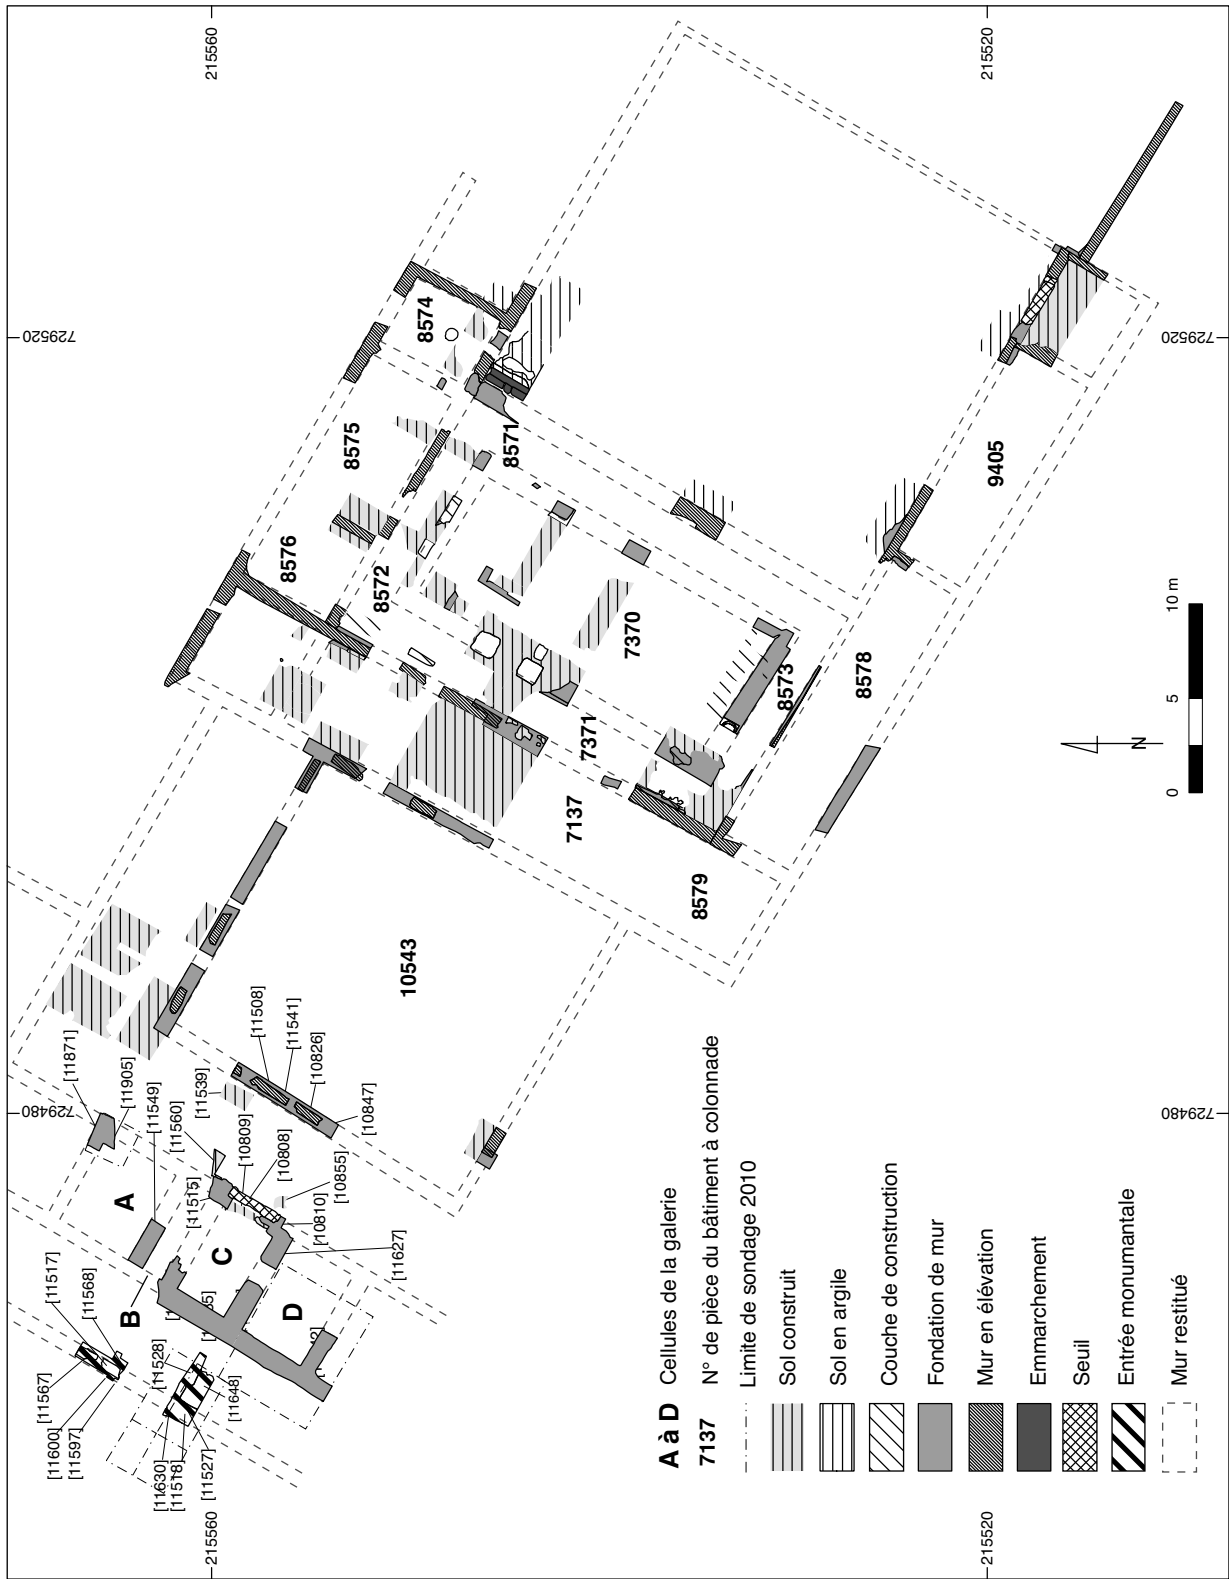 215560
215520
729520
729520
729480
729480
215560
215520
8574
8575
8576
8571
8572
7370
7371
8573
7137
8578
8579
9405
10543
A
B
C
D
[11871]
[11905]
[11549]
[11560]
[11539]
[11508]
[11541]
[10826]
[10847]
[10809]
[10808]
[10855]
[11515]
[10810]
[11627]
[11517]
[11568]
[11567]
[11600]
[11597]
[11528]
[11648]
[11630]
[11518]
[11527]
N
0 5 10 m
A à D Cellules de la galerie
7137 N° de pièce du bâtiment à colonnade
Limite de sondage 2010
Sol construit
Sol en argile
Couche de construction
Fondation de mur
Mur en élévation
Emmarchement
Seuil
Entrée monumantale
Mur restitué